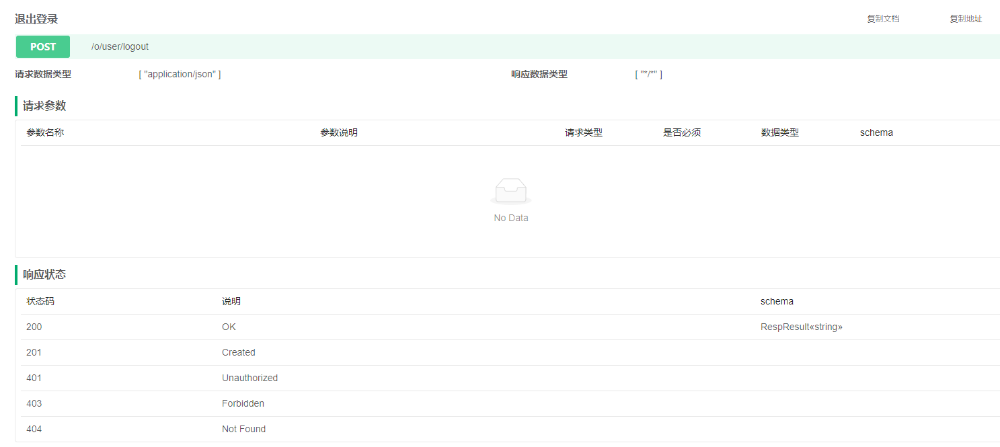 退出登录 复制文档 复制地址
POST /o/user/logout
请求数据类型 [ "application/json" ] 响应数据类型 [ "*/*" ]
请求参数
参数名称 参数说明 请求类型 是否必须 数据类型 schema
No Data
响应状态
状态码 说明 schema
200 OK RespResult«string»
201 Created
401 Unauthorized
403 Forbidden
404 Not Found